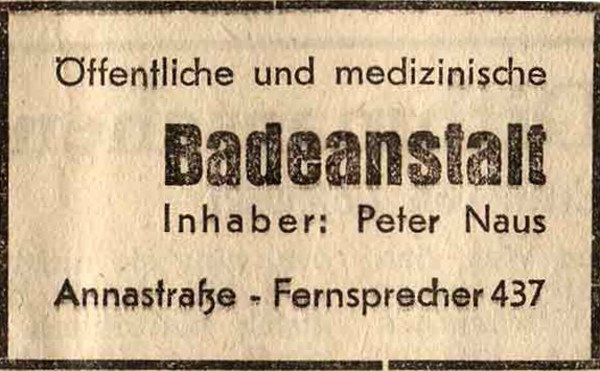 Öffentliche und medizinische
Badeanstalt
Inhaber: Peter Naus
Annastraße - Fernsprecher 437